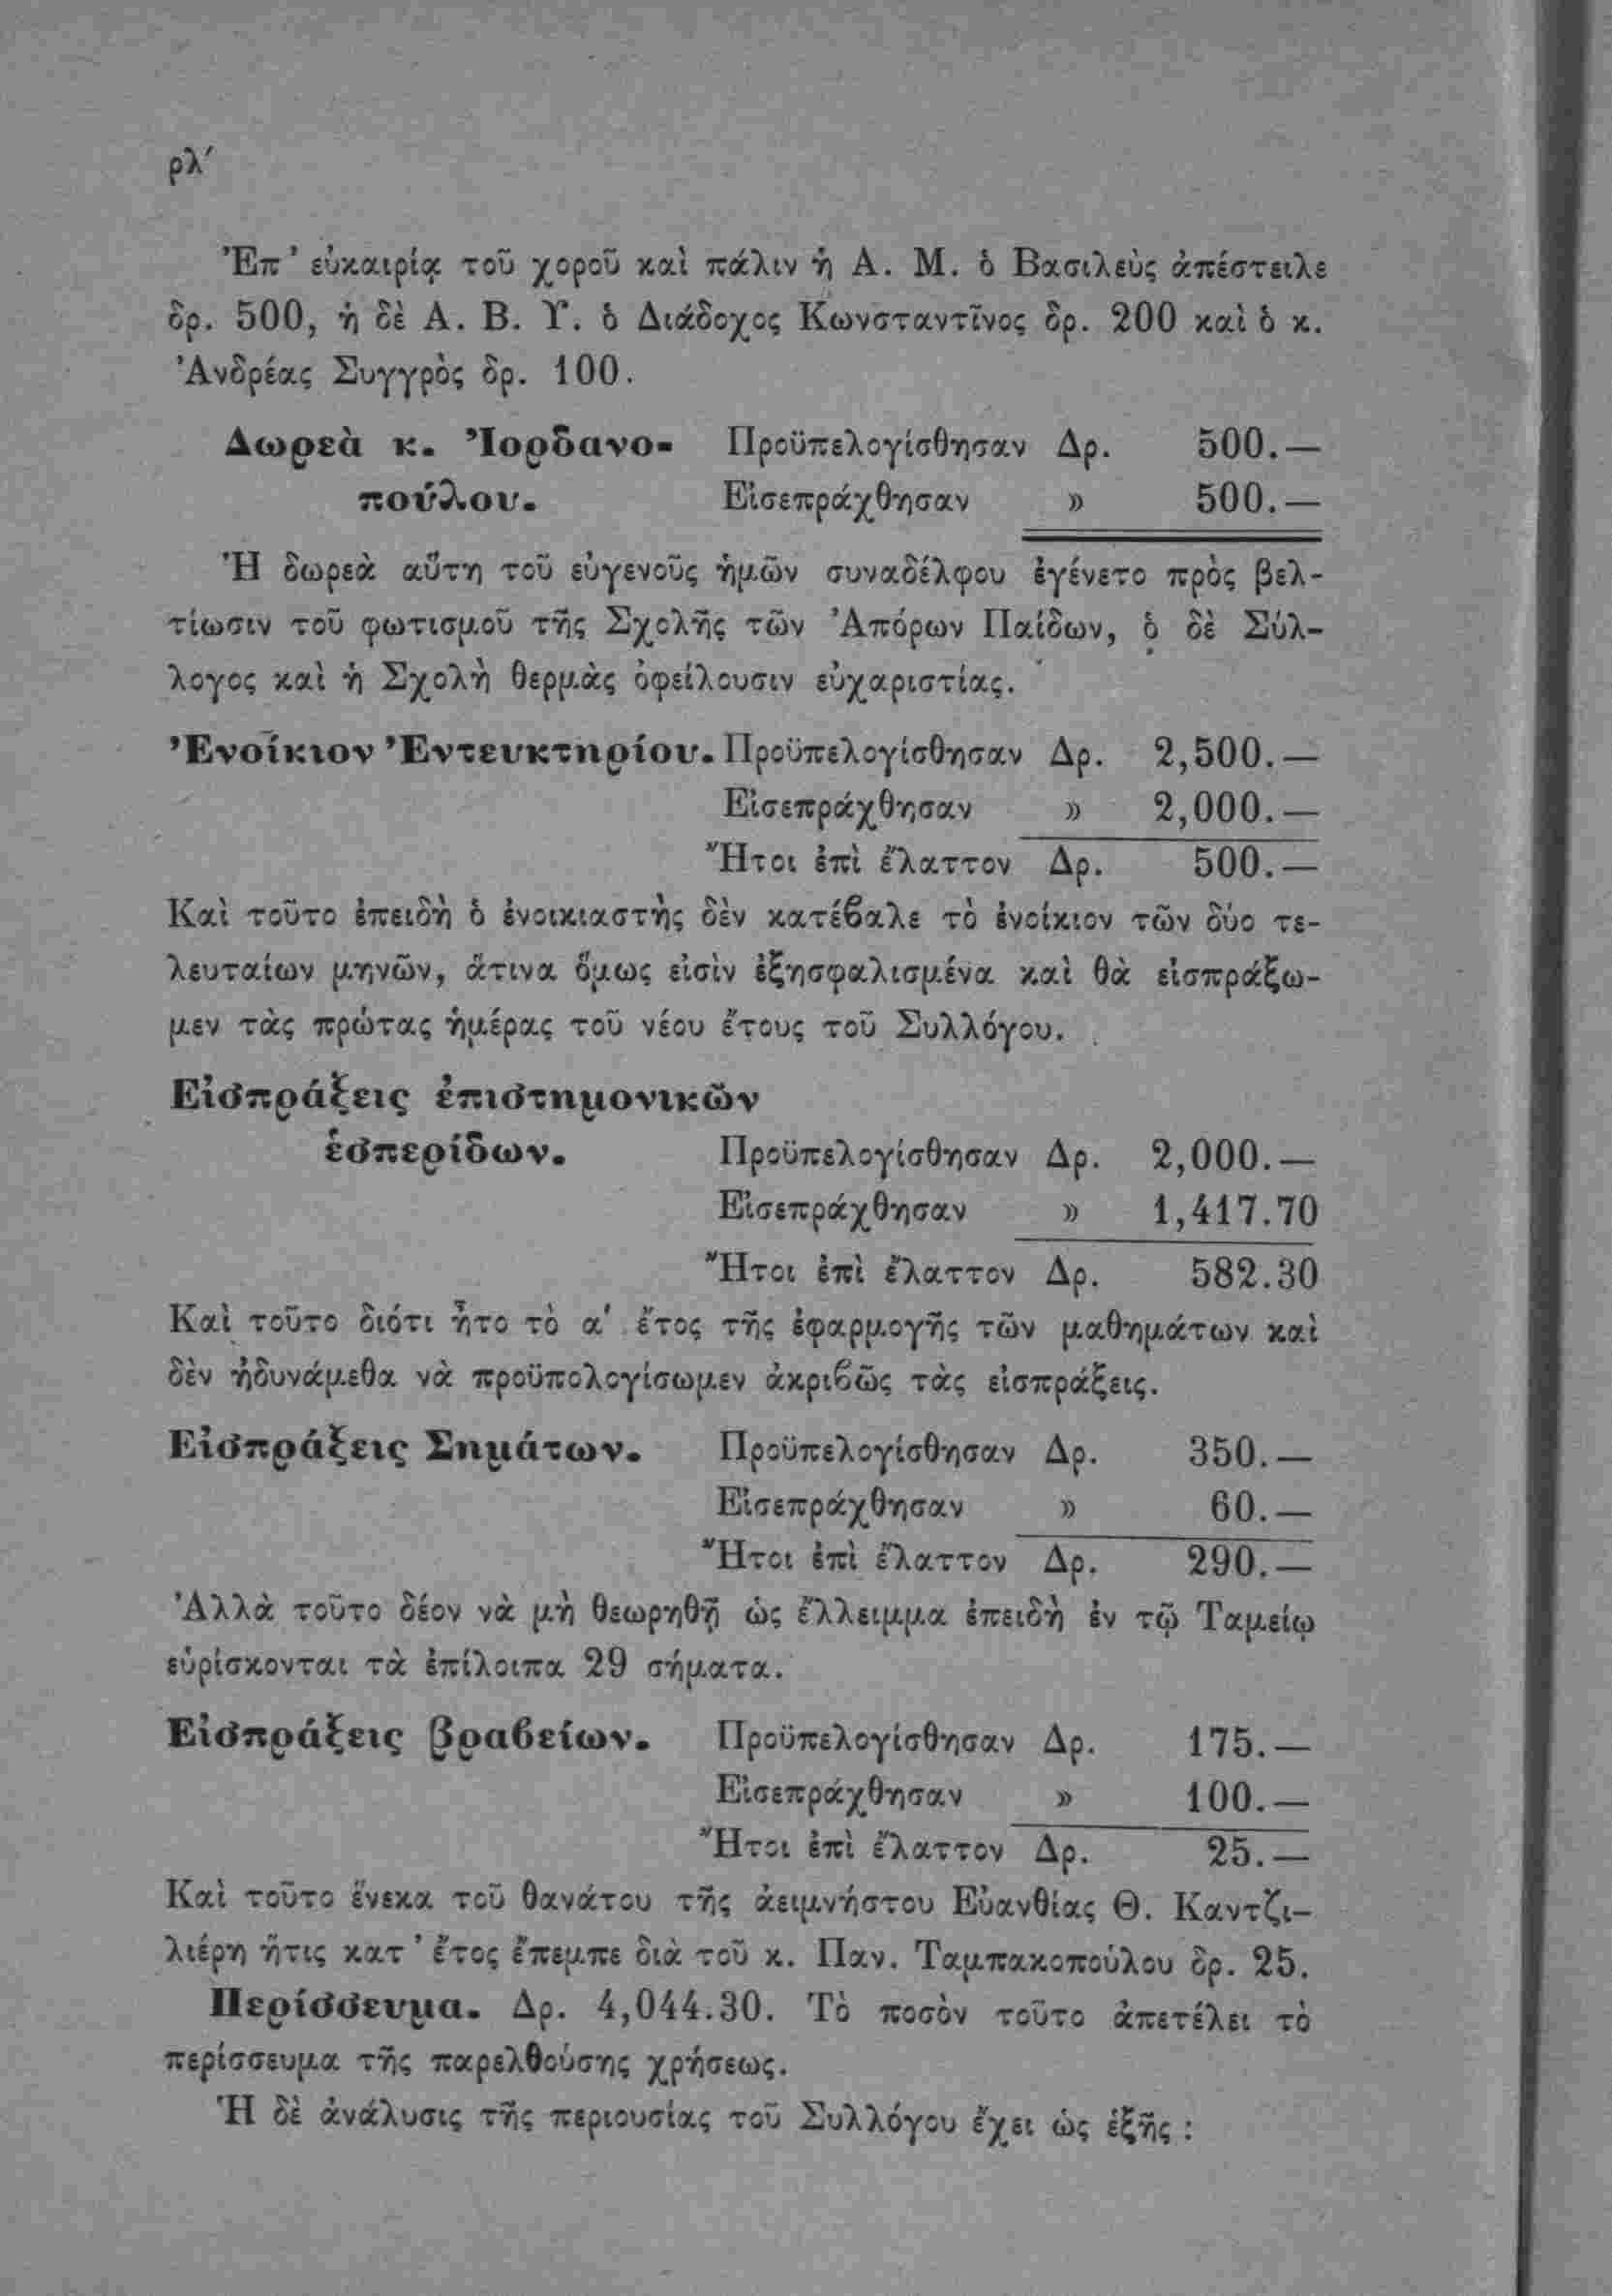 ρλ΄
Ἐπ' εὐκαιρίᾳ τοῦ χοροῦ καὶ πάλιν ἡ Α. Μ. ὁ Βασιλεὺς ἀπέστειλε
δρ. 500, ἡ δὲ Α. Β. Υ. ὁ Διάδοχος Κωνσταντῖνος δρ. 200 καὶ ὁ κ.
Ἀνδρέας Συγγρὸς δρ. 100.
Δωρεὰ κ. Ἰορδανο- Προϋπελογίσθησαν Δρ. 500.—
πούλου. Εἰσεπράχθησαν » 500.—
Ἡ δωρεὰ αὕτη τοῦ εὐγενοῦς ἡμῶν συναδέλφου ἐγένετο πρὸς βελ-
τίωσιν τοῦ φωτισμοῦ τῆς Σχολῆς τῶν Ἀπόρων Παίδων, ὁ δὲ Σύλ-
λογος καὶ ἡ Σχολὴ θερμὰς ὀφείλουσιν εὐχαριστίας.
Ἐνοίκιον Ἐντευκτηρίου. Προϋπελογίσθησαν Δρ. 2,500.—
Εἰσεπράχθησαν » 2,000.—
Ἤτοι ἐπὶ ἔλαττον Δρ. 500.—
Καὶ τοῦτο ἐπειδὴ ὁ ἐνοικιαστὴς δὲν κατέϐαλε τὸ ἐνοίκιον τῶν δύο τε-
λευταίων μηνῶν, ἅτινα ὅμως εἰσὶν ἐξησφαλισμένα καὶ θὰ εἰσπράξω-
μεν τὰς πρώτας ἡμέρας τοῦ νέου ἔτους τοῦ Συλλόγου.
Εἰσπράξεις ἐπιστημονικῶν
ἑσπερίδων. Προϋπελογίσθησαν Δρ. 2,000.—
Εἰσεπράχθησαν » 1,417.70
Ἤτοι ἐπὶ ἔλαττον Δρ. 582.30
Καὶ τοῦτο διότι ἦτο τὸ α' ἔτος τῆς ἐφαρμογῆς τῶν μαθημάτων καὶ
δὲν ἠδυνάμεθα νὰ προϋπολογίσωμεν ἀκριϐῶς τὰς εἰσπράξεις.
Εἰσπράξεις Σημάτων. Προϋπελογίσθησαν Δρ. 350.—
Εἰσεπράχθησαν » 60.—
Ἤτοι ἐπὶ ἔλαττον Δρ. 290.—
Ἀλλὰ τοῦτο δέον νὰ μὴ θεωρηθῇ ὡς ἔλλειμμα ἐπειδὴ ἐν τῷ Ταμείῳ
εὑρίσκονται τὰ ἐπίλοιπα 29 σήματα.
Εἰσπράξεις βραϐείων. Προϋπελογίσθησαν Δρ. 175.—
Εἰσεπράχθησαν » 100.—
Ἤτοι ἐπὶ ἔλαττον Δρ. 25.—
Καὶ τοῦτο ἕνεκα τοῦ θανάτου τῆς ἀειμνήστου Εὐανθίας Θ. Καντζι-
λιέρη ἥτις κατ' ἔτος ἔπεμπε διὰ τοῦ κ. Παν. Ταμπακοπούλου δρ. 25.
Περίσσευμα. Δρ. 4,044.30. Τὸ ποσὸν τοῦτο ἀπετέλει τὸ
περίσσευμα τῆς παρελθούσης χρήσεως.
Ἡ δὲ ἀνάλυσις τῆς περιουσίας τοῦ Συλλόγου ἔχει ὡς ἑξῆς :